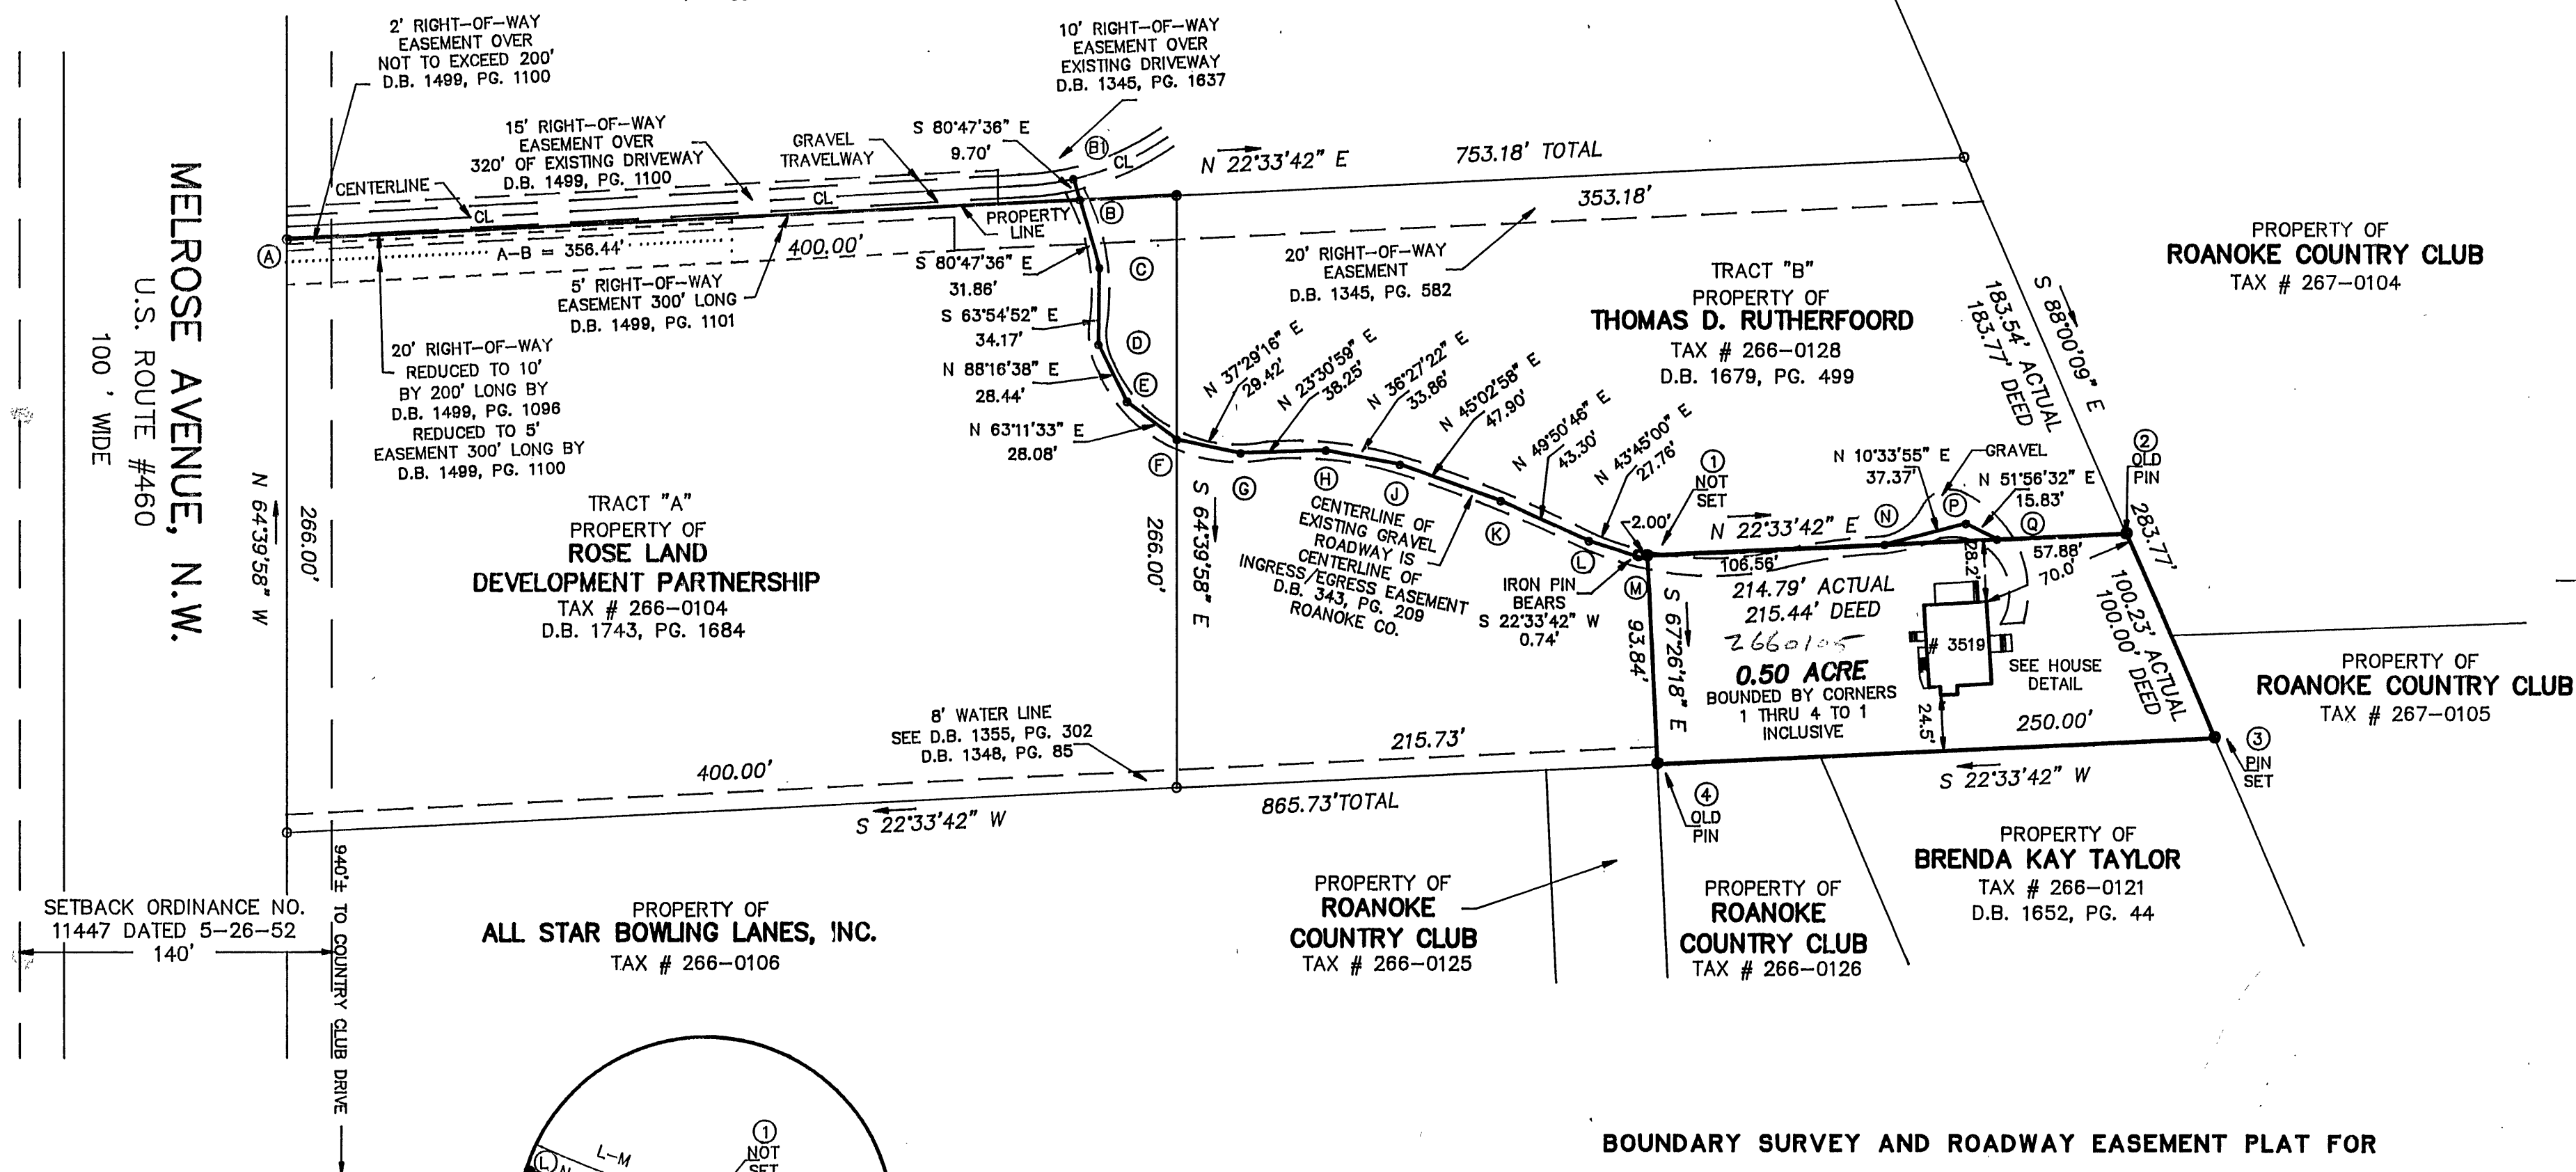 2' RIGHT-OF-WAY
EASEMENT OVER
NOT TO EXCEED 200'
D.B. 1499, PG. 1100
10' RIGHT-OF-WAY
EASEMENT OVER
EXISTING DRIVEWAY
D.B. 1345, PG. 1637
15' RIGHT-OF-WAY
EASEMENT OVER
320' OF EXISTING DRIVEWAY
D.B. 1499, PG. 1100
GRAVEL
TRAVELWAY
S 80°47'36" E
9.70'
B1
CL
N 22°33'42" E
753.18' TOTAL
353.18'
CENTERLINE
CL
CL
PROPERTY
LINE
B
A
A-B = 356.44'
400.00'
S 80°47'36" E
31.86'
C
5' RIGHT-OF-WAY
EASEMENT 300' LONG
D.B. 1499, PG. 1101
S 63°54'52" E
34.17'
D
N 88°16'38" E
28.44'
E
N 63°11'33" E
28.08'
F
20' RIGHT-OF-WAY
REDUCED TO 10'
BY 200' LONG BY
D.B. 1499, PG. 1096
REDUCED TO 5'
EASEMENT 300' LONG BY
D.B. 1499, PG. 1100
MELROSE AVENUE, N.W.
U.S. ROUTE #460
100 ' WIDE
N 64°39'58" W
266.00'
TRACT "A"
PROPERTY OF
ROSE LAND
DEVELOPMENT PARTNERSHIP
TAX # 266-0104
D.B. 1743, PG. 1684
20' RIGHT-OF-WAY
EASEMENT
D.B. 1345, PG. 582
TRACT "B"
PROPERTY OF
THOMAS D. RUTHERFOORD
TAX # 266-0128
D.B. 1679, PG. 499
PROPERTY OF
ROANOKE COUNTRY CLUB
TAX # 267-0104
S 88°00'09" E
183.54' ACTUAL
183.77' DEED
N 37°29'16" E
29.42'
N 23°30'59" E
38.25'
N 36°27'22" E
33.86'
N 45°02'58" E
47.90'
N 49°50'46" E
43.30'
N 43°45'00" E
27.76'
G
H
J
K
L
M
1
NOT
SET
2.00'
S 64°39'58" E
266.00'
CENTERLINE OF
EXISTING GRAVEL
ROADWAY IS
CENTERLINE OF
INGRESS/EGRESS EASEMENT
D.B. 343, PG. 209
ROANOKE CO.
IRON PIN
BEARS
S 22°33'42" W
0.74'
N 22°33'42" E
106.56'
N
N 10°33'55" E
37.37'
GRAVEL
P
N 51°56'32" E
15.83'
Q
2
OLD
PIN
283.77'
57.88'
70.0'
28.2'
214.79' ACTUAL
215.44' DEED
2660105
0.50 ACRE
BOUNDED BY CORNERS
1 THRU 4 TO 1
INCLUSIVE
S 67°26'18" E
93.84'
# 3519
SEE HOUSE
DETAIL
24.5'
250.00'
100.23' ACTUAL
100.00' DEED
PROPERTY OF
ROANOKE COUNTRY CLUB
TAX # 267-0105
3
PIN
SET
S 22°33'42" W
8' WATER LINE
SEE D.B. 1355, PG. 302
D.B. 1348, PG. 85
215.73'
400.00'
865.73'TOTAL
S 22°33'42" W
4
OLD
PIN
SETBACK ORDINANCE NO.
11447 DATED 5-26-52
140'
940'± TO COUNTRY CLUB DRIVE
PROPERTY OF
ALL STAR BOWLING LANES, INC.
TAX # 266-0106
PROPERTY OF
ROANOKE
COUNTRY CLUB
TAX # 266-0125
PROPERTY OF
ROANOKE
COUNTRY CLUB
TAX # 266-0126
PROPERTY OF
BRENDA KAY TAYLOR
TAX # 266-0121
D.B. 1652, PG. 44
L
L-M
1
NOT
SET
BOUNDARY SURVEY AND ROADWAY EASEMENT PLAT FOR